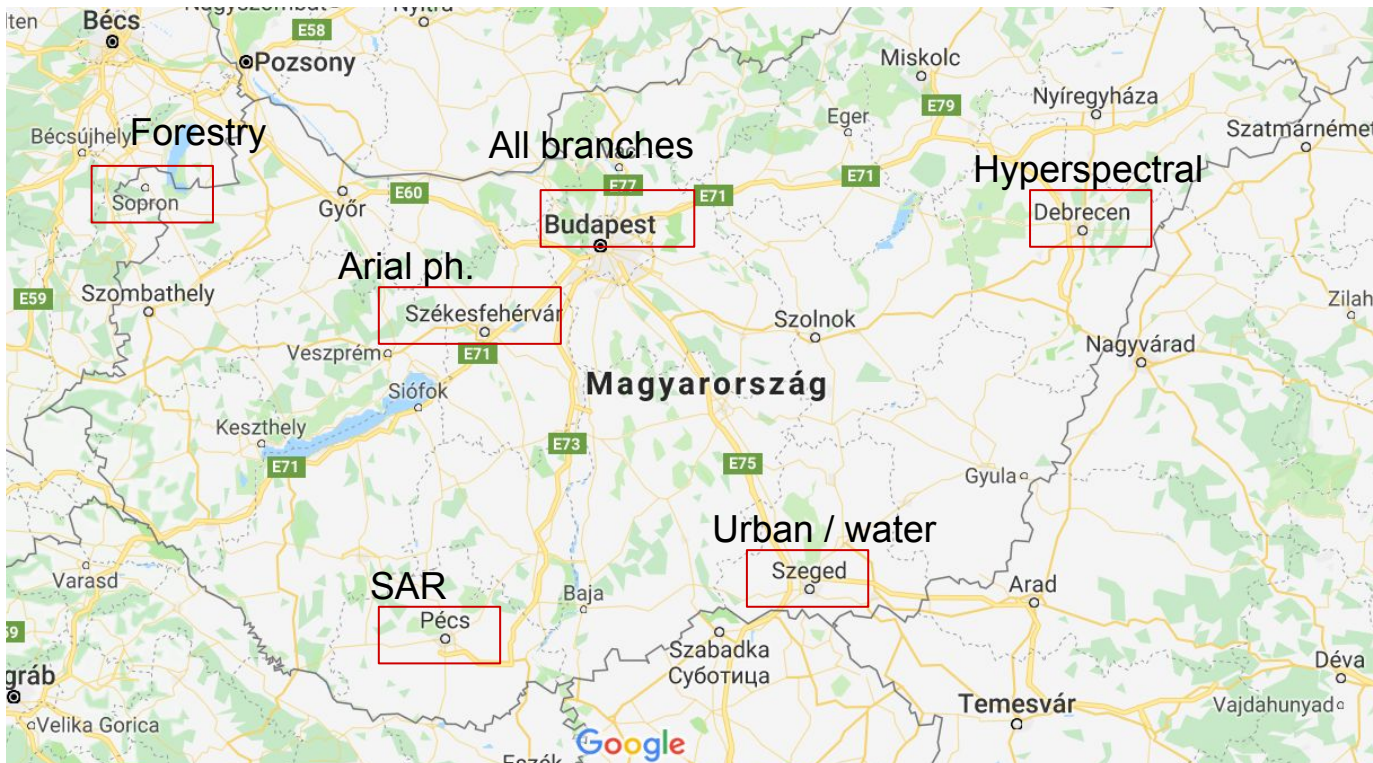 Bécs
E58
Pozsony
Miskolc
E79
Nyíregyháza
Bécsújhely
Forestry
Eger
Szatmárnémet
All branches
Hyperspectral
E77
E71
E71
E60
Sopron
Győr
Debrecen
Budapest
Arial ph.
E59
Szombathely
Székesfehérvár
Szolnok
Zilah
Veszprém
E71
Nagyvárad
Siófok
Magyarország
Keszthely
E73
E71
E75
Gyula
Urban / water
Varasd
SAR
Szeged
Arad
Baja
Pécs
Szabadka
Суботица
Déva
gráb
Temesvár
Vajdahunyad
Velika Gorica
Google